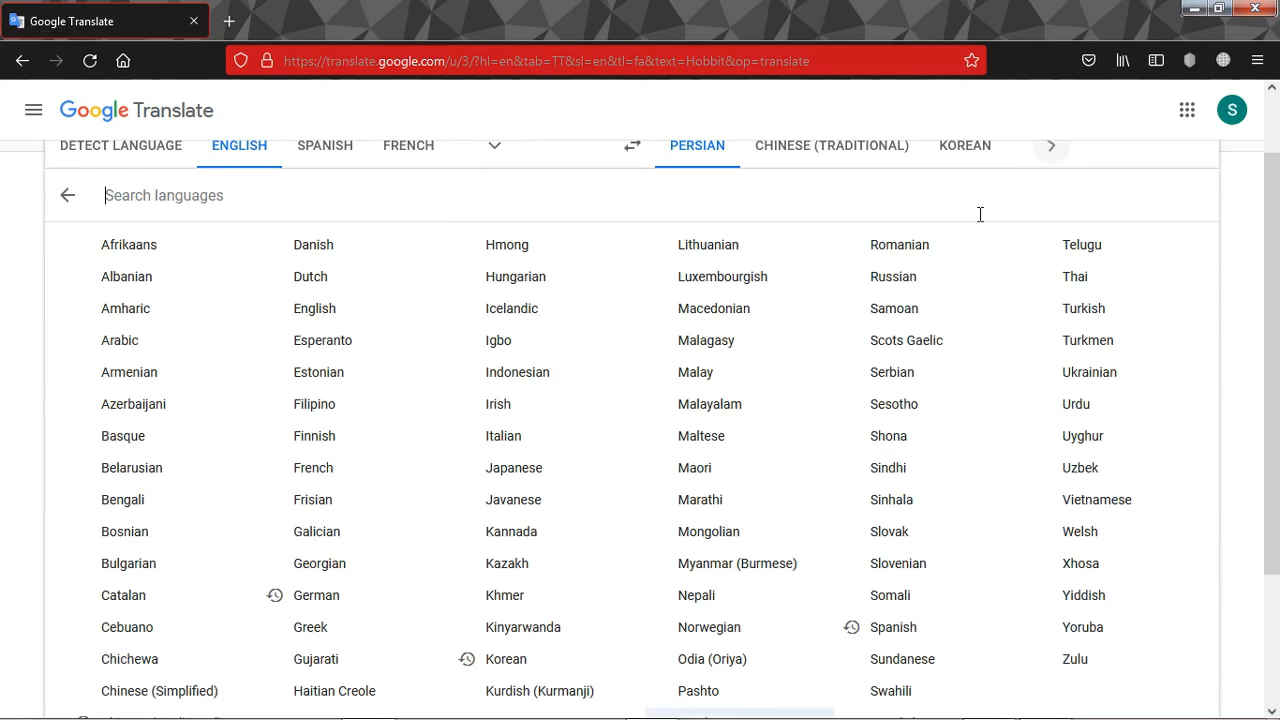 Google Translate
https://translate.google.com/u/3/?hl=en&tab=TT&sl=en&tl=fa&text=Hobbit&op=translate
Google Translate
S
DETECT LANGUAGE ENGLISH SPANISH FRENCH PERSIAN CHINESE (TRADITIONAL) KOREAN
Search languages
Afrikaans Danish Hmong Lithuanian Romanian Telugu
Albanian Dutch Hungarian Luxembourgish Russian Thai
Amharic English Icelandic Macedonian Samoan Turkish
Arabic Esperanto Igbo Malagasy Scots Gaelic Turkmen
Armenian Estonian Indonesian Malay Serbian Ukrainian
Azerbaijani Filipino Irish Malayalam Sesotho Urdu
Basque Finnish Italian Maltese Shona Uyghur
Belarusian French Japanese Maori Sindhi Uzbek
Bengali Frisian Javanese Marathi Sinhala Vietnamese
Bosnian Galician Kannada Mongolian Slovak Welsh
Bulgarian Georgian Kazakh Myanmar (Burmese) Slovenian Xhosa
Catalan German Khmer Nepali Somali Yiddish
Cebuano Greek Kinyarwanda Norwegian Spanish Yoruba
Chichewa Gujarati Korean Odia (Oriya) Sundanese Zulu
Chinese (Simplified) Haitian Creole Kurdish (Kurmanji) Pashto Swahili